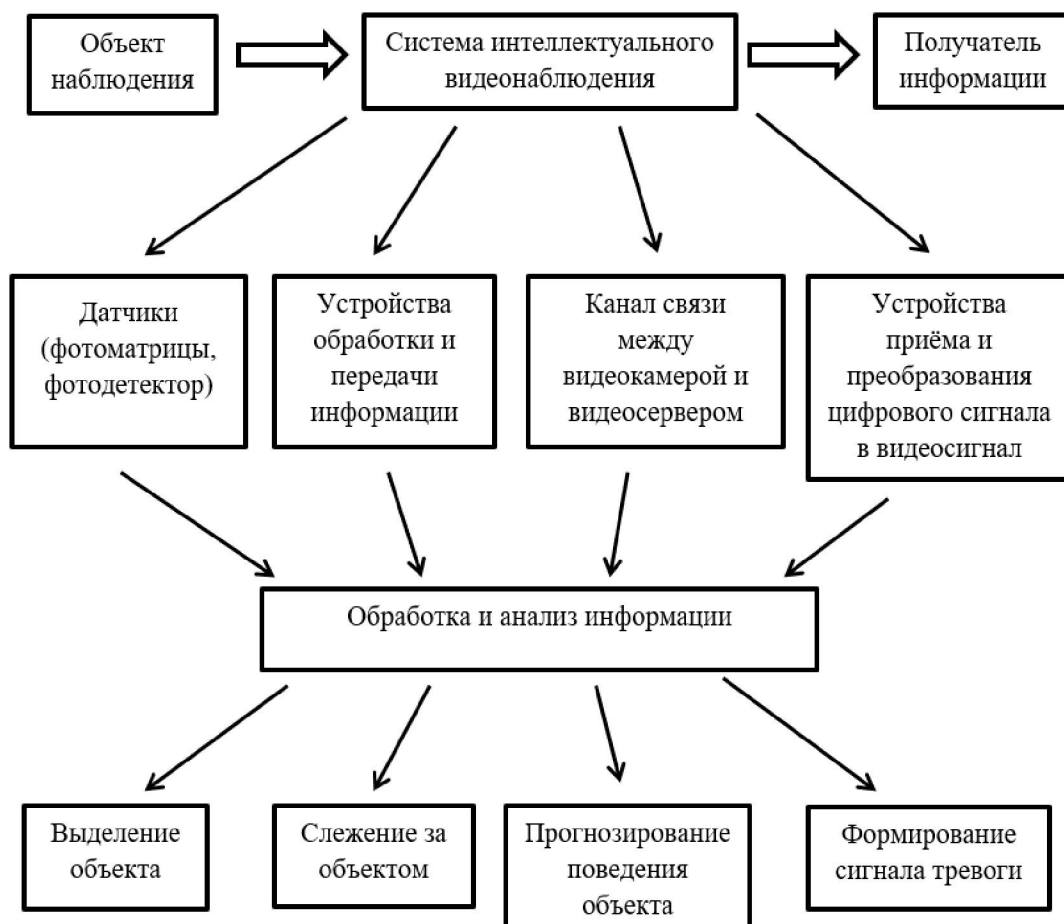 Объект
наблюдения
Система интеллектуального
видеонаблюдения
Получатель
информации
Датчики
(фотоматрицы,
фотодетектор)
Устройства
обработки и
передачи
информации
Канал связи
между
видеокамерой и
видеосервером
Устройства
приёма и
преобразования
цифрового сигнала
в видеосигнал
Обработка и анализ информации
Выделение
объекта
Слежение за
объектом
Прогнозирование
поведения
объекта
Формирование
сигнала тревоги